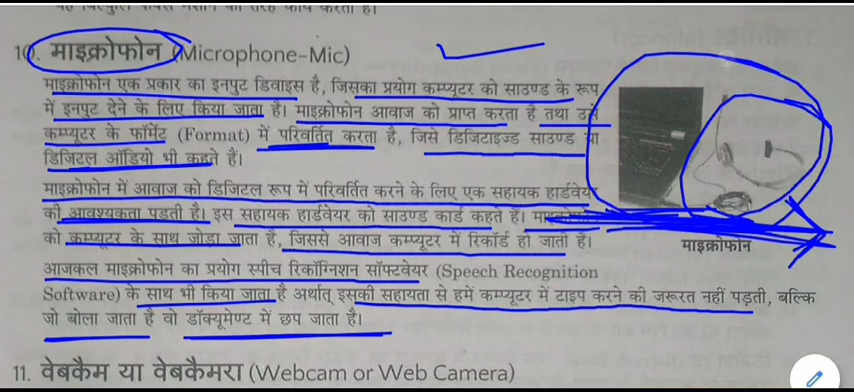 10. माइक्रोफोन (Microphone-Mic)
माइक्रोफोन एक प्रकार का इनपुट डिवाइस है, जिसका प्रयोग कम्प्यूटर को साउण्ड के रूप
में इनपुट देने के लिए किया जाता है। माइक्रोफोन आवाज को प्राप्त करता है तथा उसे
कम्प्यूटर के फॉर्मेट (Format) में परिवर्तित करता है, जिसे डिजिटाइज्ड साउण्ड या
डिजिटल ऑडियो भी कहते हैं।
माइक्रोफोन में आवाज को डिजिटल रूप में परिवर्तित करने के लिए एक सहायक हार्डवेयर
की आवश्यकता पड़ती है। इस सहायक हार्डवेयर को साउण्ड कार्ड कहते हैं। माइक्रोफोन
को कम्प्यूटर के साथ जोड़ा जाता है, जिससे आवाज कम्प्यूटर में रिकॉर्ड हो जाती है।
माइक्रोफोन
आजकल माइक्रोफोन का प्रयोग स्पीच रिकॉग्निशन सॉफ्टवेयर (Speech Recognition
Software) के साथ भी किया जाता है अर्थात् इसकी सहायता से हमें कम्प्यूटर में टाइप करने की जरूरत नहीं पड़ती, बल्कि
जो बोला जाता है वो डॉक्यूमेण्ट में छप जाता है।
11. वेबकैम या वेबकैमरा (Webcam or Web Camera)